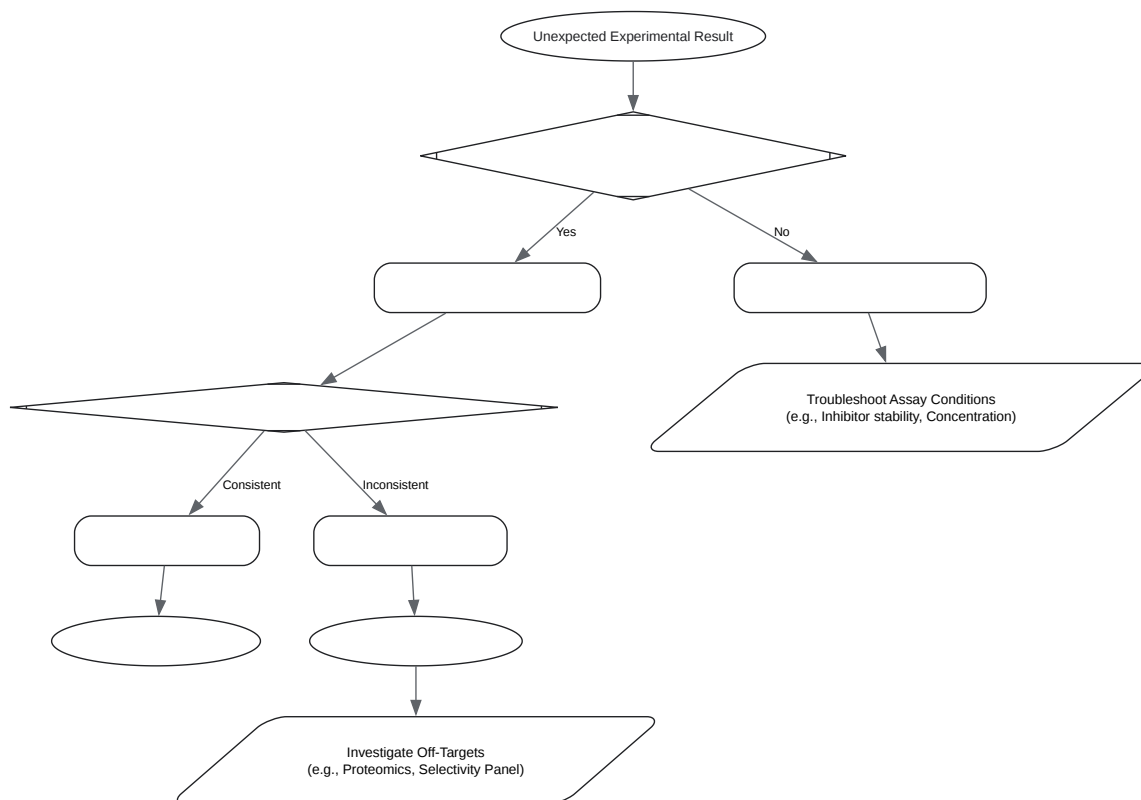 Unexpected Experimental Result
Yes
No
Troubleshoot Assay Conditions
(e.g., Inhibitor stability, Concentration)
Consistent
Inconsistent
Investigate Off-Targets
(e.g., Proteomics, Selectivity Panel)